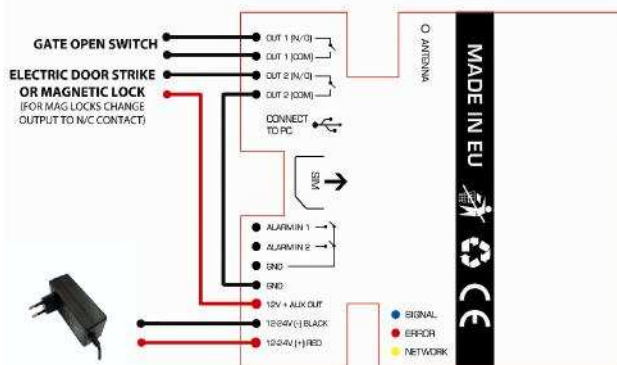 GATE OPEN SWITCH
ELECTRIC DOOR STRIKE
OR MAGNETIC LOCK
(FOR MAG LOCKS CHANGE
OUTPUT TO N/C CONTACT)
OUT 1 (N/O)
OUT 1 (COM)
OUT 2 (N/O)
OUT 2 (COM)
CONNECT
TO PC
SIM
ALARM IN 1
ALARM IN 2
GND
GND
12V + AUX OUT
12-24V (-) BLACK
12-24V (+) RED
SIGNAL
ERROR
NETWORK
ANTENNA
MADE IN EU
CE